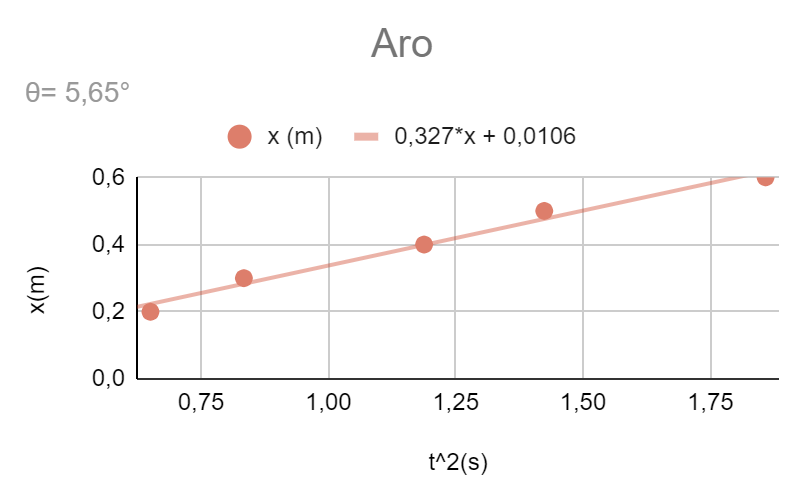 Aro
θ= 5,65°
x (m)
0,327*x + 0,0106
0,6
0,4
0,2
0,0
x(m)
0,75
1,00
1,25
1,50
1,75
t^2(s)